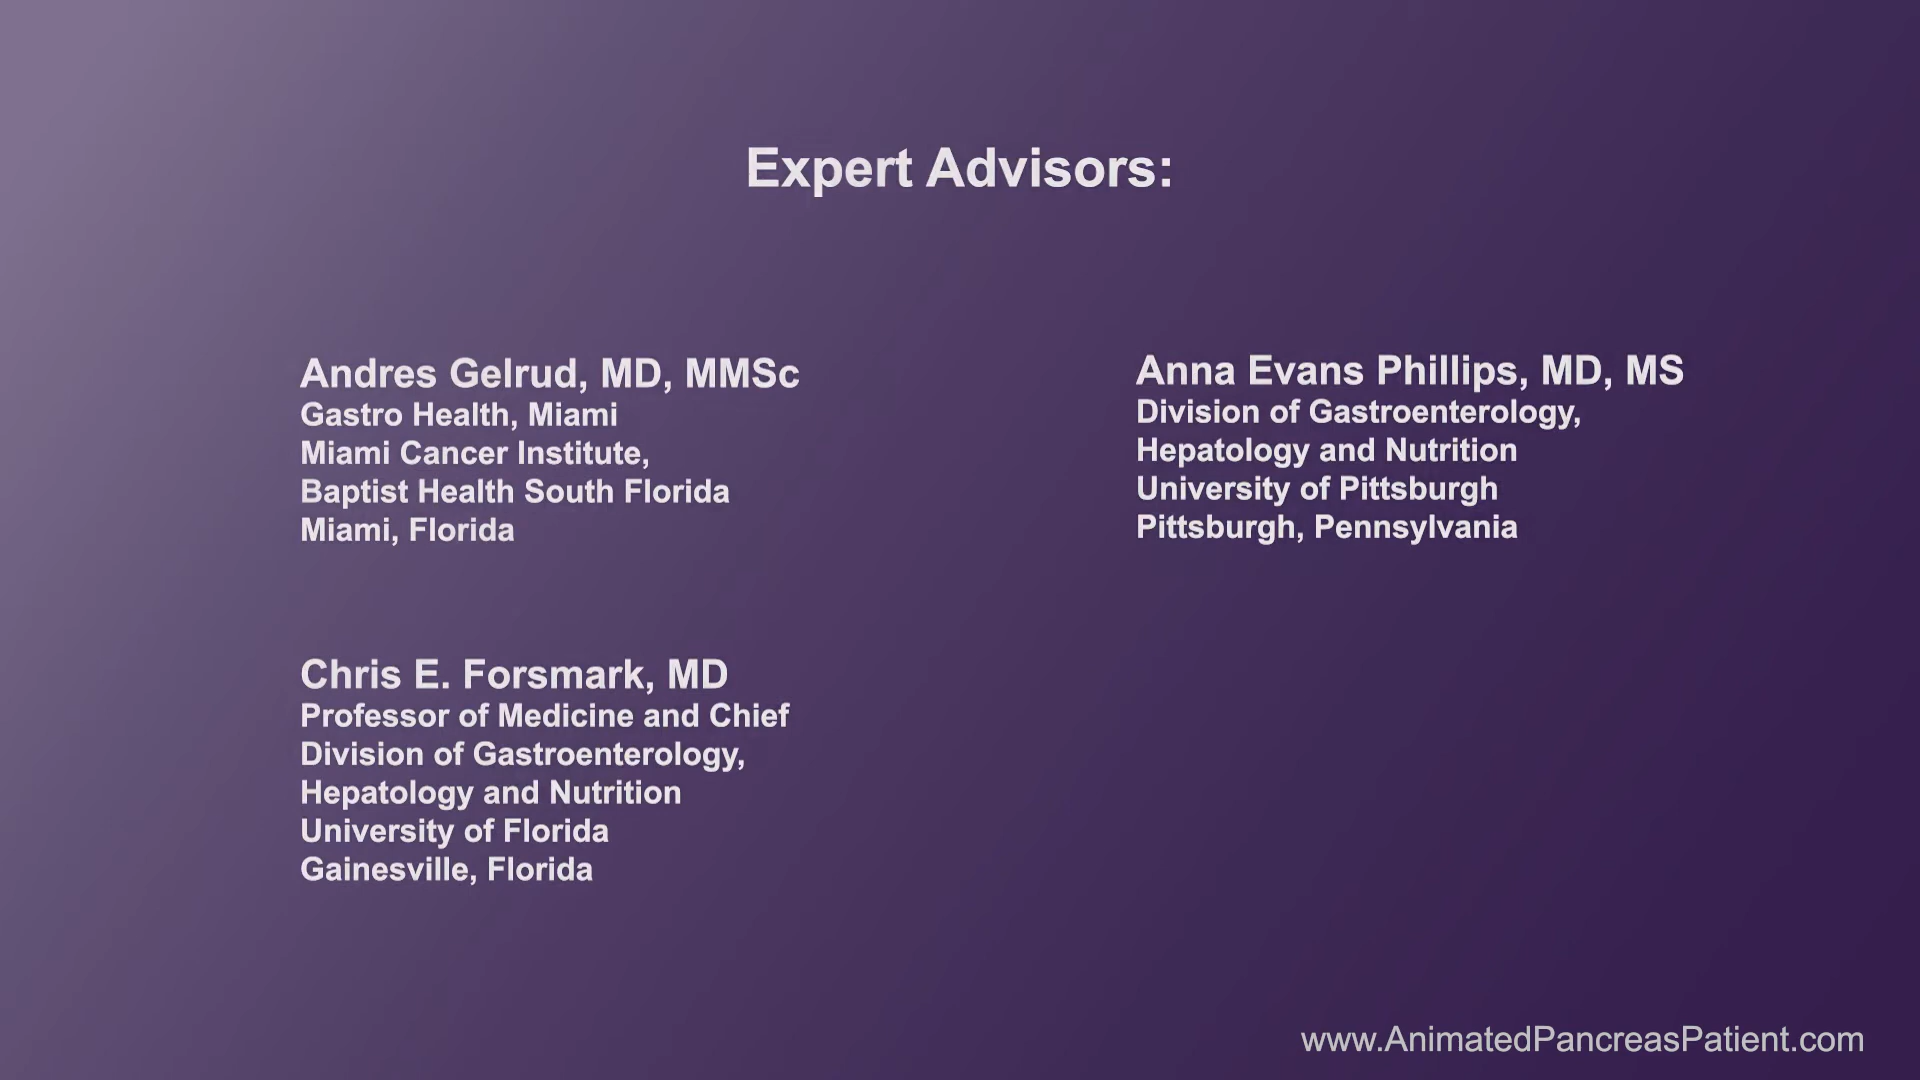 Expert Advisors:
Andres Gelrud, MD, MMSc
Gastro Health, Miami
Miami Cancer Institute,
Baptist Health South Florida
Miami, Florida
Anna Evans Phillips, MD, MS
Division of Gastroenterology,
Hepatology and Nutrition
University of Pittsburgh
Pittsburgh, Pennsylvania
Chris E. Forsmark, MD
Professor of Medicine and Chief
Division of Gastroenterology,
Hepatology and Nutrition
University of Florida
Gainesville, Florida
www.AnimatedPancreasPatient.com